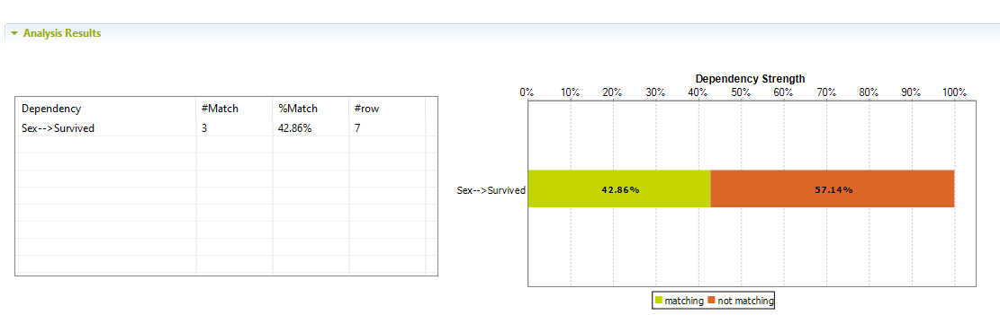 Analysis Results
Dependency #Match %Match #row
Sex-->Survived 3 42.86% 7
Dependency Strength
0% 10% 20% 30% 40% 50% 60% 70% 80% 90% 100%
Sex-->Survived 42.86% 57.14%
matching not matching